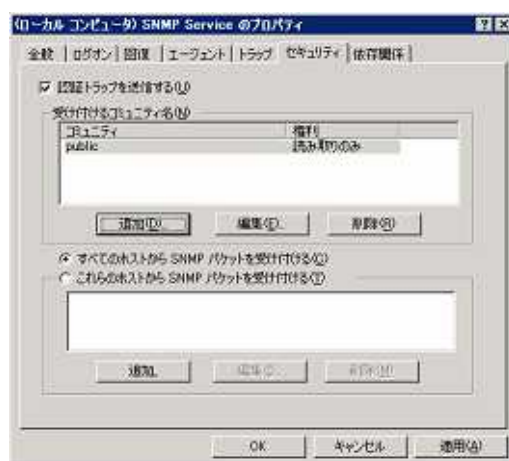 (ローカル コンピュータ) SNMP Service のプロパティ
全般 ログオン 回復 エージェント トラップ セキュリティ 依存関係
認証トラップを送信する(U)
受け付けるコミュニティ名(N)
コミュニティ 権利
public 読み取りのみ
追加(D)... 編集(E)... 削除(R)
すべてのホストから SNMP パケットを受け付ける(C)
これらのホストから SNMP パケットを受け付ける(T)
追加... 編集(I)... 削除(M)
OK キャンセル 適用(A)